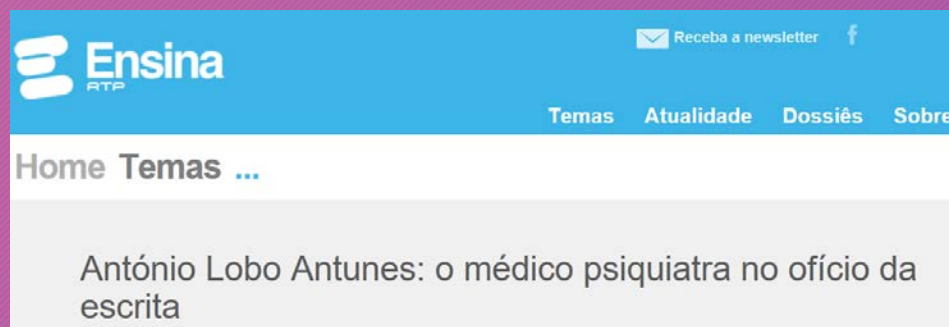 Ensina
RTP
Receba a newsletter f
Temas Atualidade Dossiês Sobre
Home Temas ...
António Lobo Antunes: o médico psiquiatra no ofício da
escrita